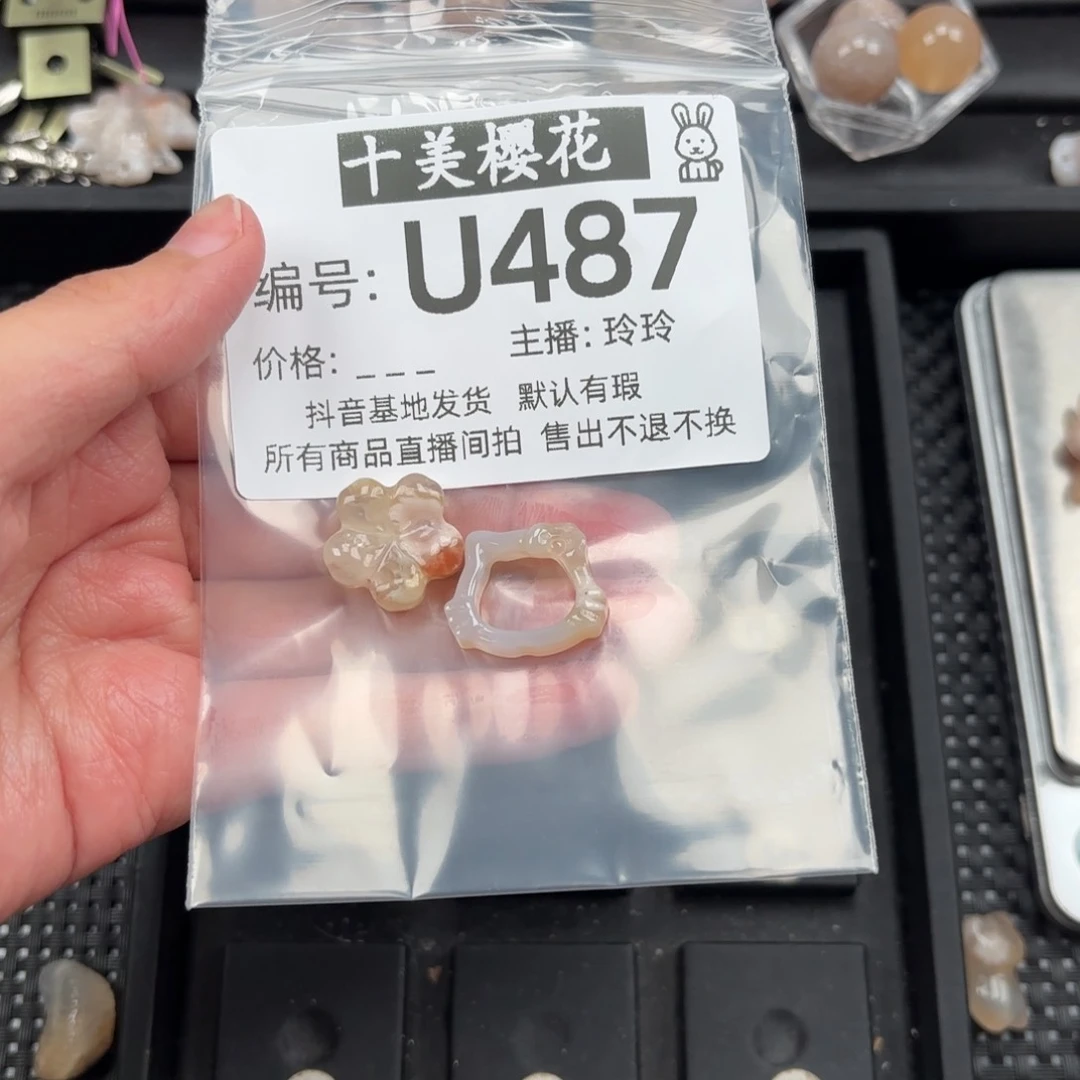 十美樱花
编号: U487
价格: _ _ _ 主播: 玲玲
抖音基地发货 默认有瑕
所有商品直播间拍 售出不退不换